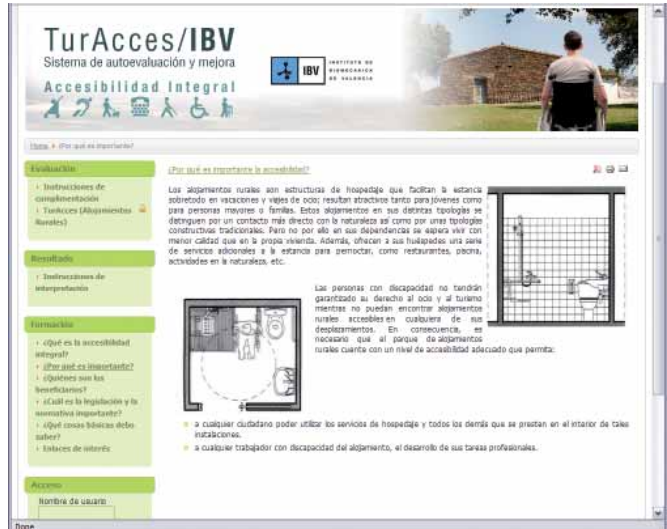 TurAcces/IBV
Sistema de autoevaluación y mejora
Accesibilidad Integral
IBV
INSTITUTO DE
BIOMECÁNICA
DE VALENCIA
Home ¿Por qué es importante?
Evaluación
Instrucciones de
complimentación
TurAcces (Alojamientos
Rurales)
Resultado
Instrucciones de
interpretación
Formación
¿Qué es la accesibilidad
integral?
¿Por qué es importante?
¿Quiénes son los
beneficiarios?
¿Cuál es la legislación y la
normativa importante?
¿Qué cosas básicas debo
saber?
Enlaces de interés
Acceso
Nombre de usuario
¿Por qué es importante la accesibilidad?
Los alojamientos rurales son estructuras de hospedaje que facilitan la estancia
sobretodo en vacaciones y viajes de ocio; resultan atractivos tanto para jóvenes como
para personas mayores o familias. Estos alojamientos en sus distintas tipologías se
distinguen por un contacto más directo con la naturaleza así como por unas tipologías
constructivas tradicionales. Pero no por ello en sus dependencias se espera vivir con
menor calidad que en la propia vivienda. Además, ofrecen a sus huéspedes una serie
de servicios adicionales a la estancia para pernoctar, como restaurantes, piscina,
actividades en la naturaleza, etc.
Las personas con discapacidad no tendrán
garantizado su derecho al ocio y al turismo
mientras no puedan encontrar alojamientos
rurales accesibles en cualquiera de sus
desplazamientos. En consecuencia, es
necesario que el parque de alojamientos
rurales cuente con un nivel de accesibilidad adecuado que permita:
a cualquier ciudadano poder utilizar los servicios de hospedaje y todos los demás que se presten en el interior de tales
instalaciones.
a cualquier trabajador con discapacidad del alojamiento, el desarrollo de sus tareas profesionales.
Done